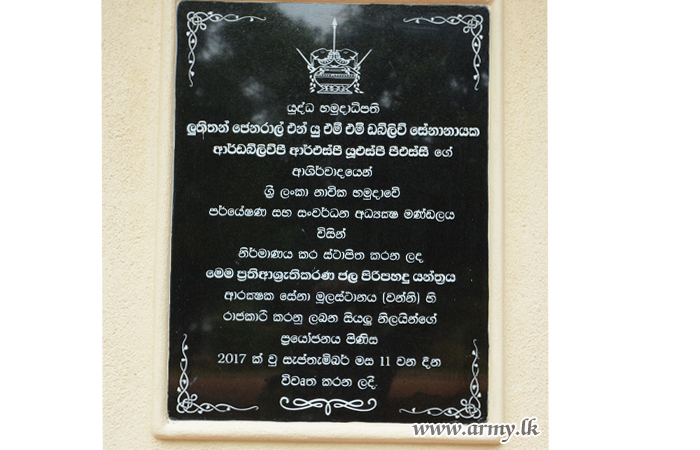 යුද්ධ හමුදාධිපති
ලුතිතන් ජෙනරාල් එන් යු එම් එම් ඩබ්ලිව් සේනානායක
ආර්ඩබ්ලිව්පී ආර්එස්පී යූඑස්පී පීඑස්සී ගේ
ආශිර්වාදයෙන්
ශ්‍රී ලංකා නාවික හමුදාවේ
පර්යේෂණ සහ සංවර්ධන අධ්‍යක්‍ෂ මණ්ඩලය
විසින්
නිර්මාණය කර ස්ථාපිත කරන ලද
මෙම ප්‍රතිආශ්‍රැතිකරණ ජල පිරිපහදු යන්ත්‍රය
ආරක්‍ෂක සේනා මූලස්ථානය (වන්නි) හි
රාජකාරී කරනු ලබන සියලු නිලයින්ගේ
ප්‍රයෝජනය පිණිස
2017 ක් වූ සැප්තැම්බර් මස 11 වන දින
විවෘත කරන ලදි.
www.army.lk